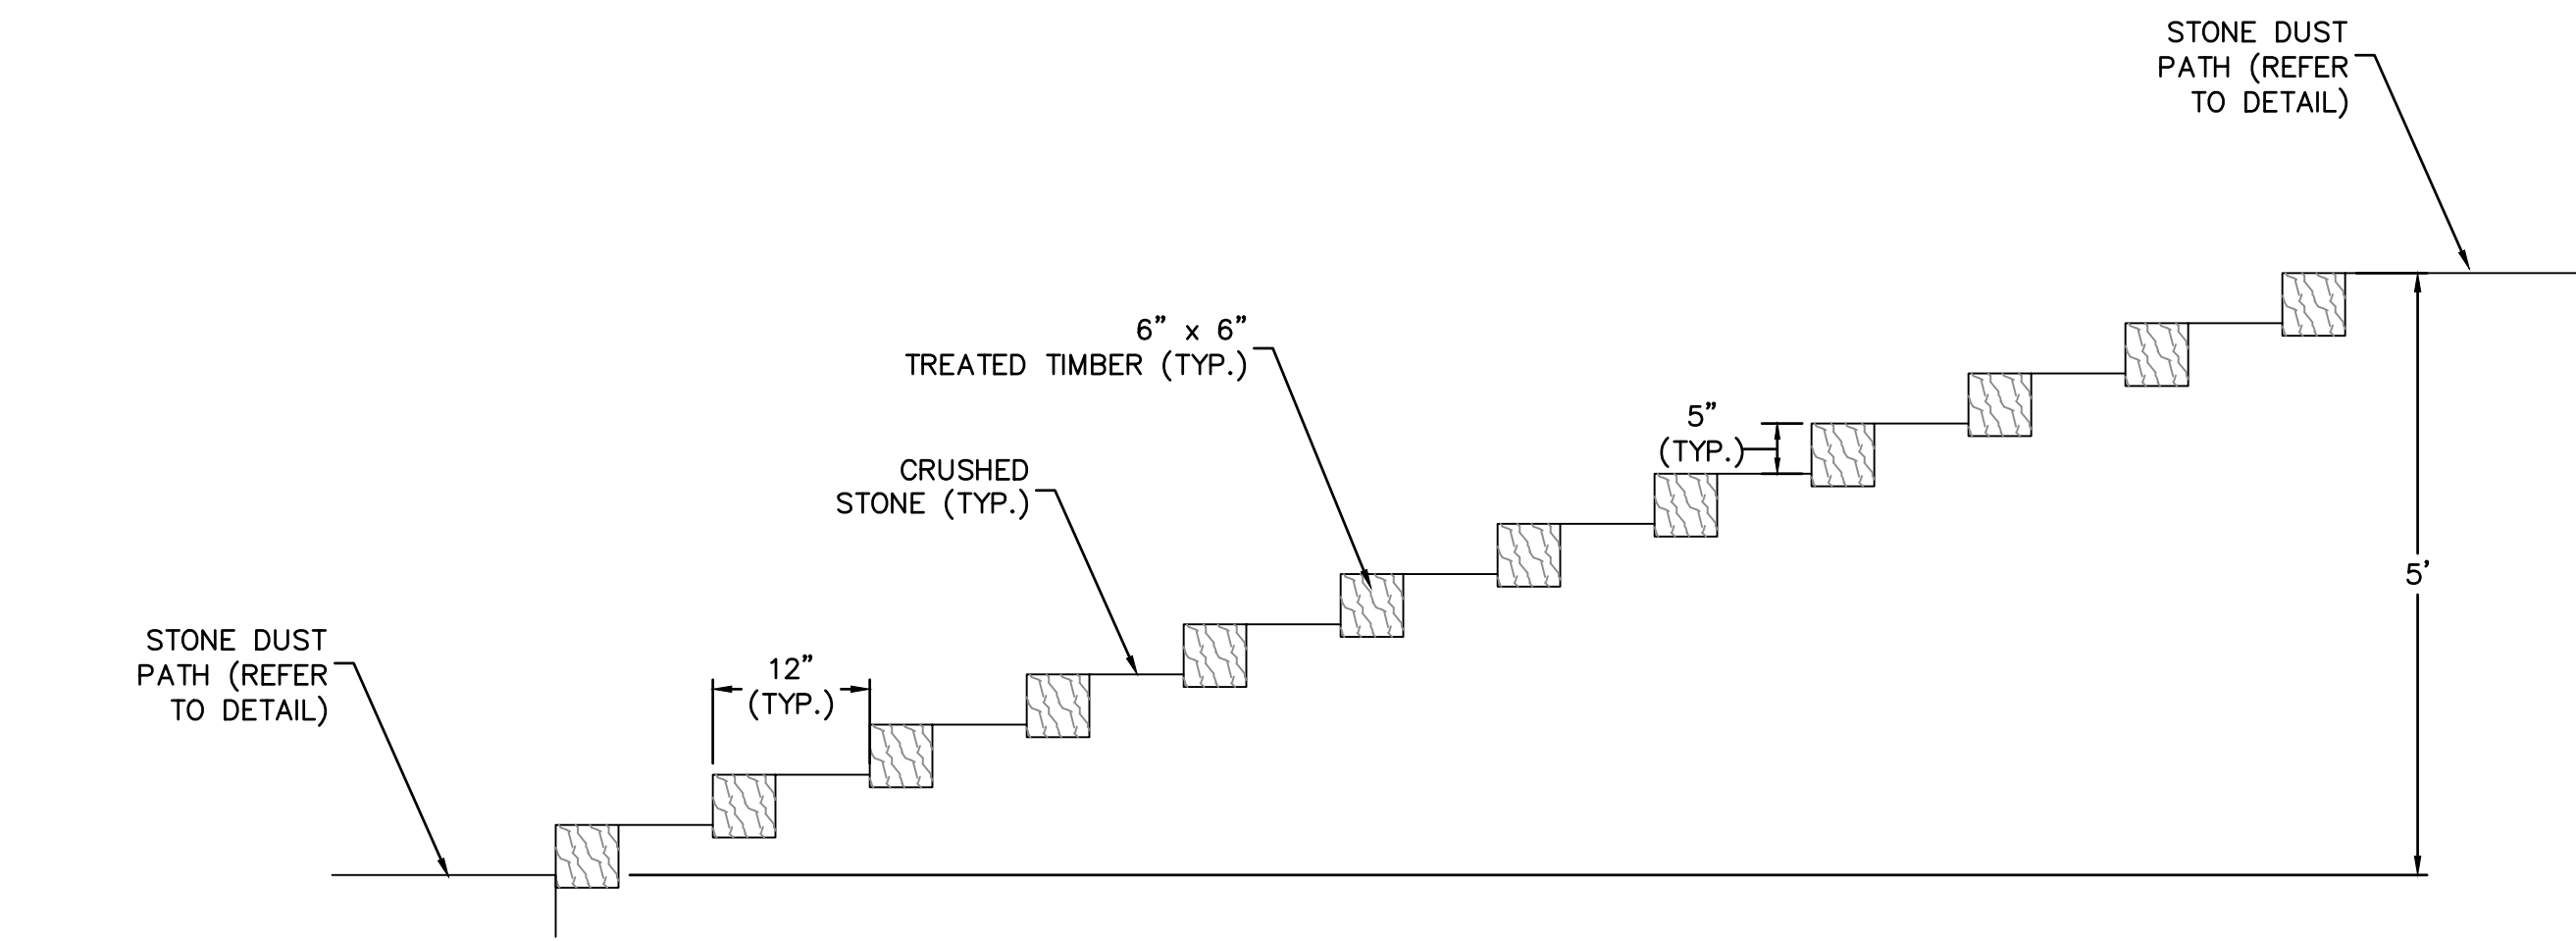 STONE DUST
PATH (REFER
TO DETAIL)
6” x 6”
TREATED TIMBER (TYP.)
5”
(TYP.)
CRUSHED
STONE (TYP.)
5’
STONE DUST
PATH (REFER
TO DETAIL)
12”
(TYP.)